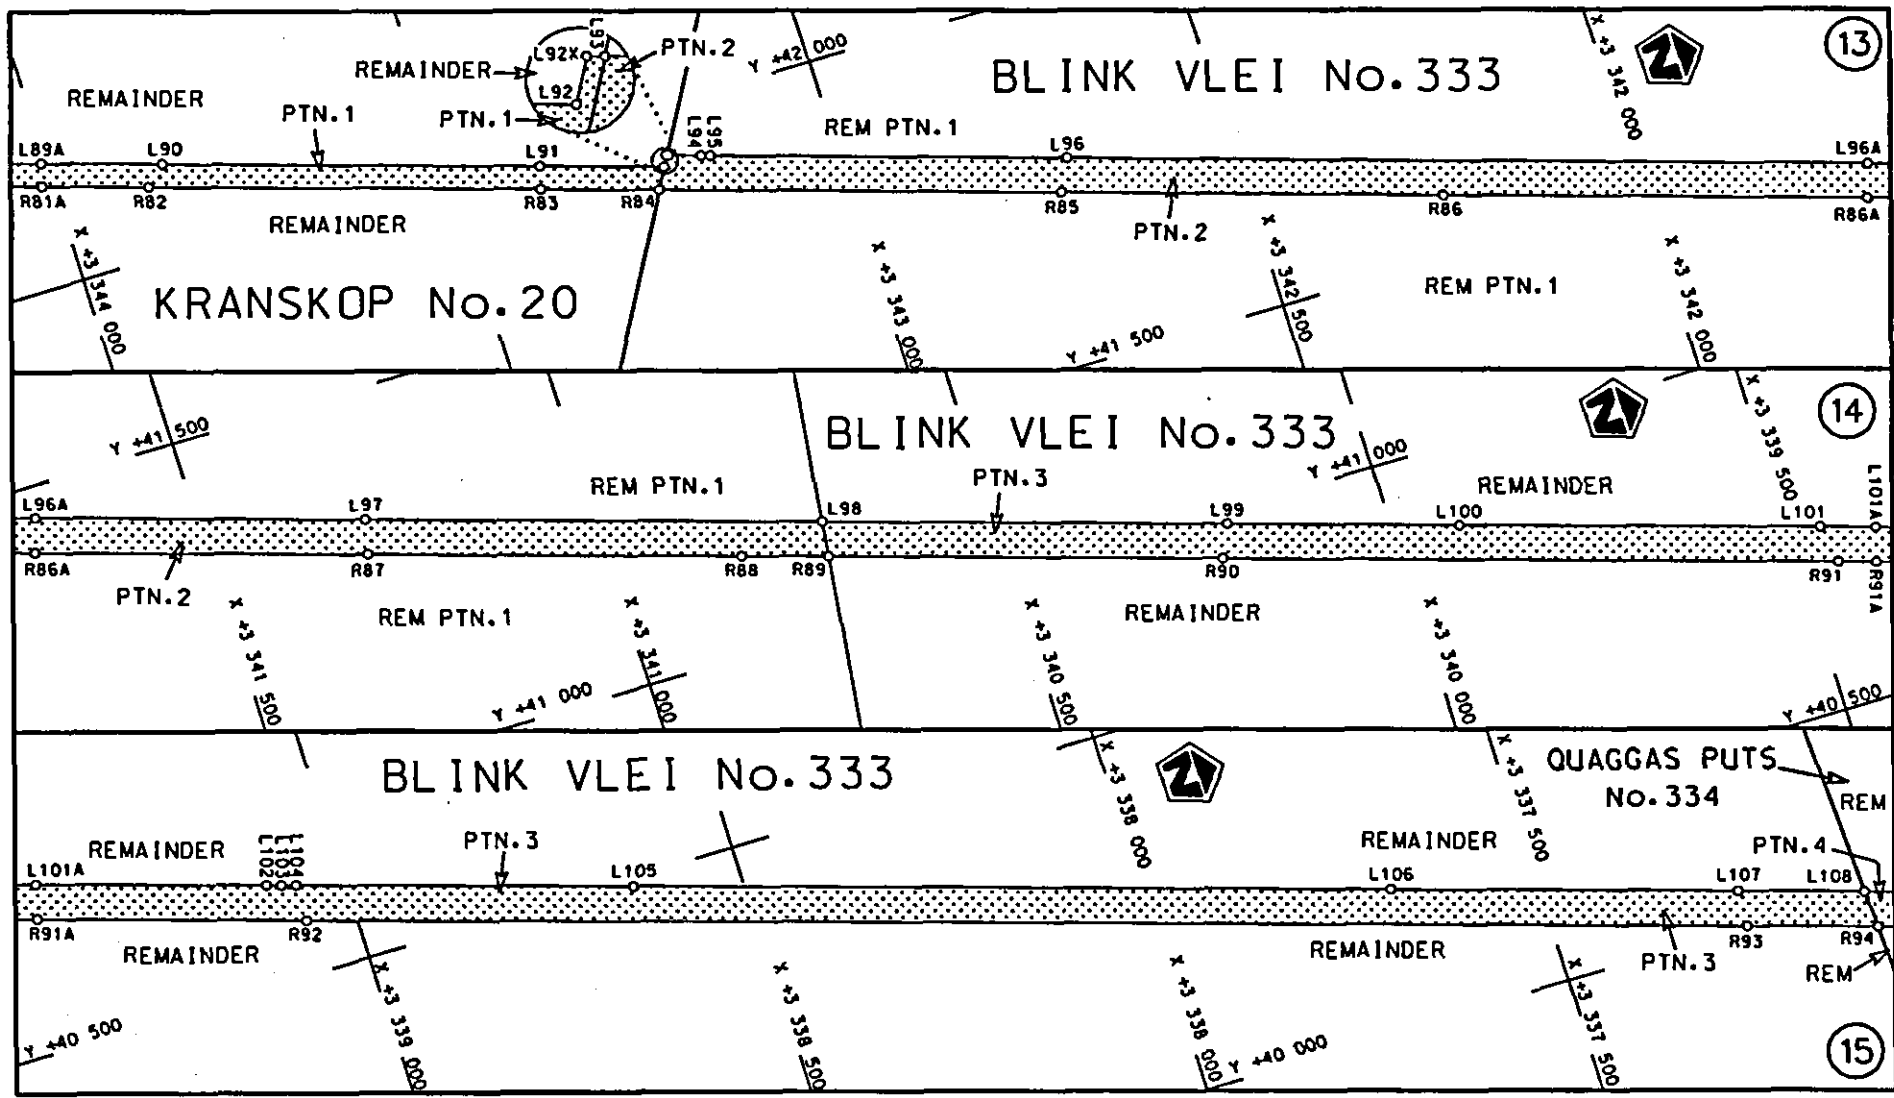 13
BLINK VLEI No.333
REMAINDER
PTN.1
REMAINDER
L92X
L93
PTN.2
L92
PTN.1
Y +42 000
X +3 342 000
REM PTN.1
L89A
L90
L91
L94
L95
L96
L96A
R81A
R82
R83
R84
R85
R86
R86A
REMAINDER
PTN.2
REM PTN.1
KRANSKOP No.20
X +3 344 000
X +3 343 000
Y +41 500
X +3 342 500
X +3 342 000
14
BLINK VLEI No.333
Y +41 500
REM PTN.1
PTN.3
Y +41 000
REMAINDER
X +3 339 500
L96A
L97
L98
L99
L100
L101
L101A
R86A
R87
R88
R89
R90
R91
R91A
PTN.2
REM PTN.1
REMAINDER
X +3 341 500
Y +41 000
X +3 341 000
X +3 340 500
X +3 340 000
Y +40 500
BLINK VLEI No.333
X +3 338 000
X +3 337 500
QUAGGAS PUTS
No.334
REM
REMAINDER
PTN.3
REMAINDER
PTN.4
L101A
L102
L103
L104
L105
L106
L107
L108
R91A
R92
R93
R94
REMAINDER
REMAINDER
PTN.3
REM
Y +40 500
X +3 339 000
X +3 338 500
X +3 338 000
Y +40 000
X +3 337 500
15